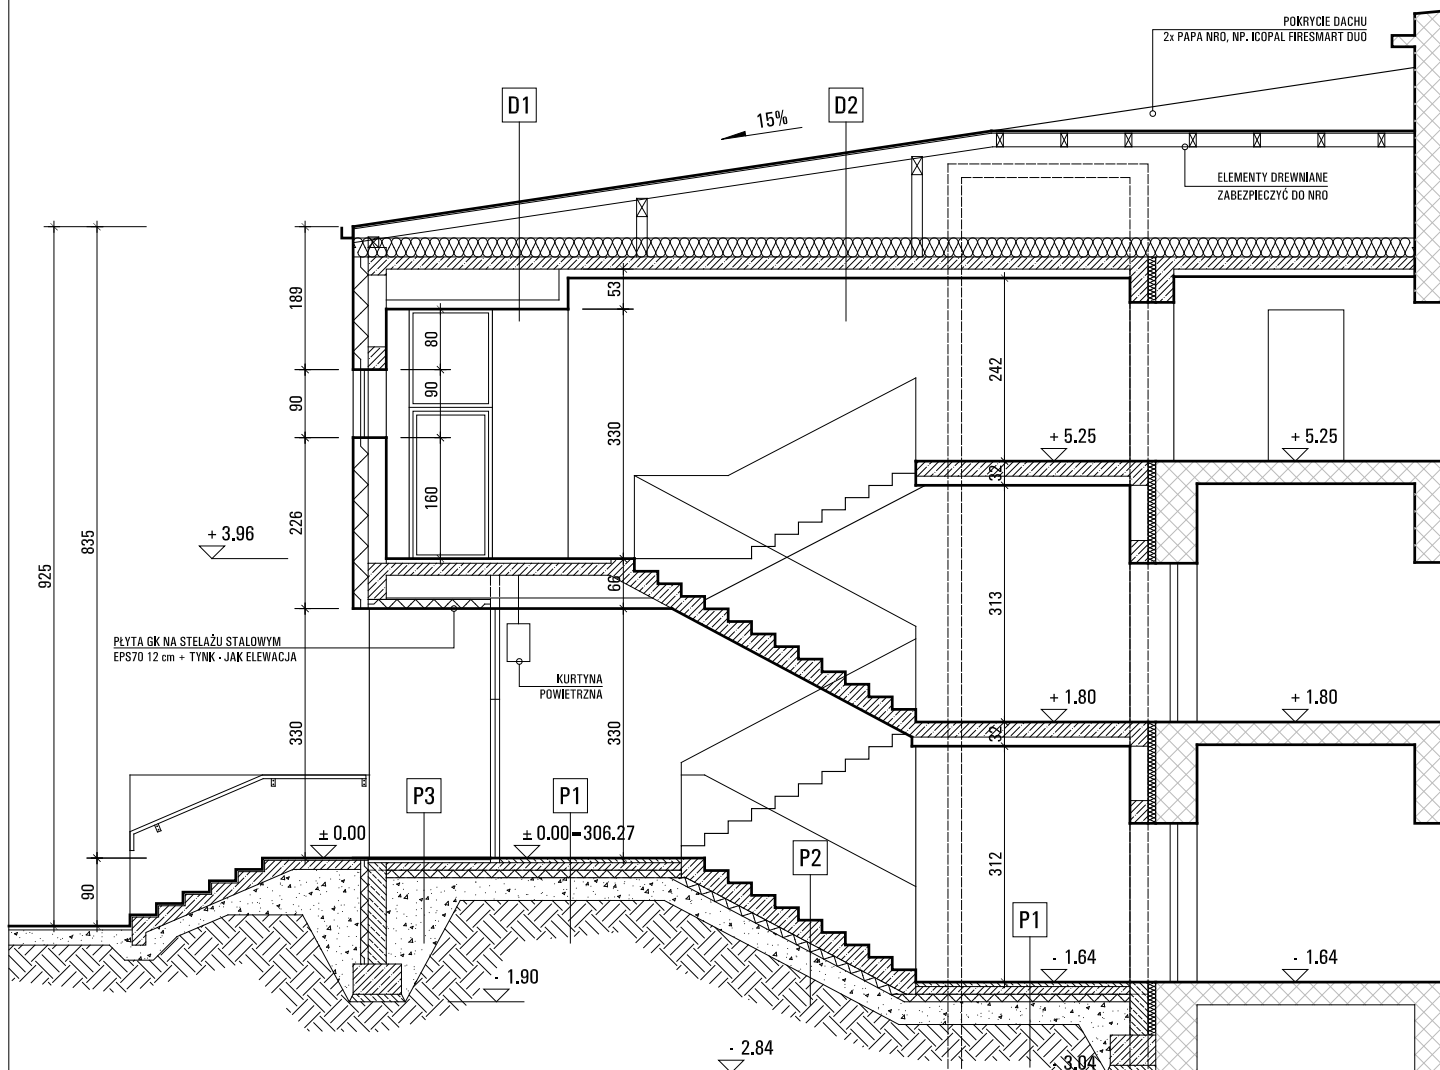 POKRYCIE DACHU
2x PAPA NRO, NP. ICOPAL FIRESMART DUO
D1
15%
D2
ELEMENTY DREWNIANE
ZABEZPIECZYĆ DO NRO
189
53
80
242
90
90
330
+ 5.25
+ 5.25
32
160
226
+ 3.96
835
925
66
313
PŁYTA GK NA STELAŻU STALOWYM
EPS70 12 cm + TYNK - JAK ELEWACJA
KURTYNA
POWIETRZNA
+ 1.80
+ 1.80
330
330
32
P3
P1
± 0.00
± 0.00=306.27
P2
90
312
P1
- 1.64
- 1.64
- 1.90
- 2.84
- 3.04